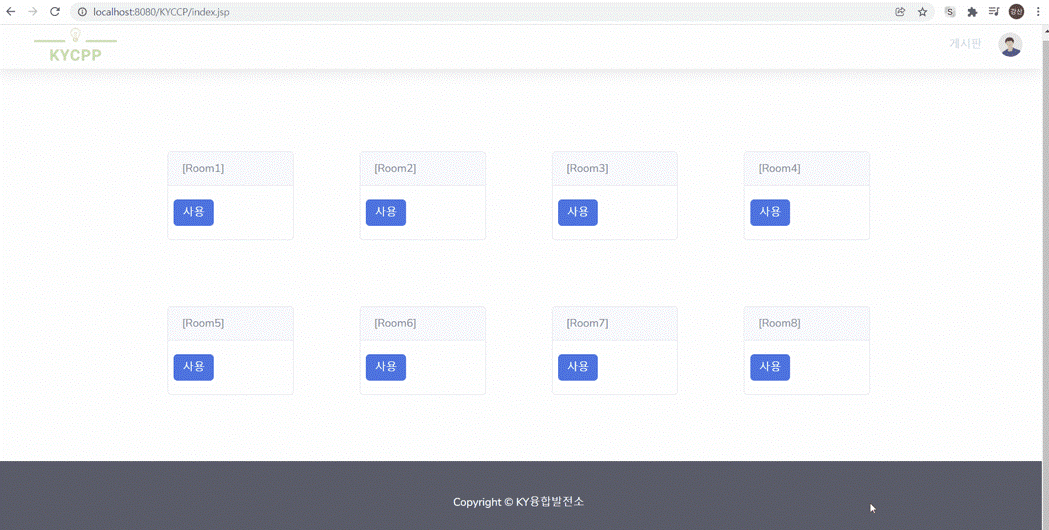 localhost:8080/KYCCP/index.jsp
S
강산
KYCPP
게시판
[Room1] [Room2] [Room3] [Room4]
사용 사용 사용 사용
[Room5] [Room6] [Room7] [Room8]
사용 사용 사용 사용
Copyright © KY융합발전소